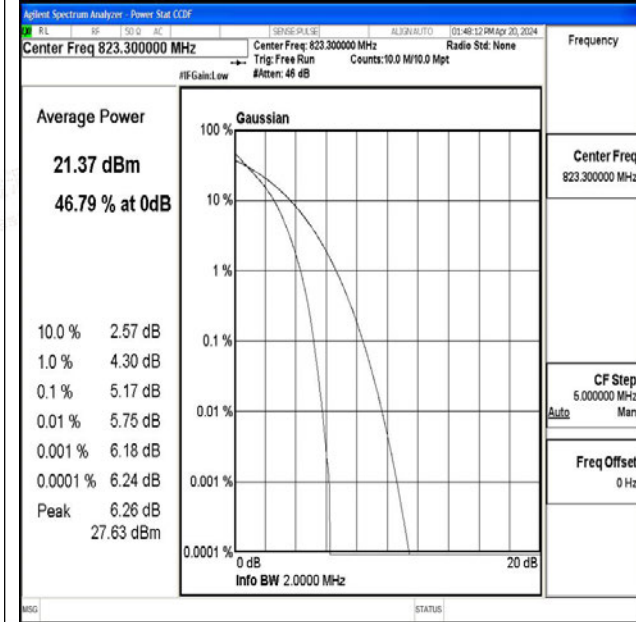 Agilent Spectrum Analyzer - Power Stat CCDF
RL RF 50 Ω AC SENSE:PULSE ALIGNAUTO 01:48:12 PM Apr 20, 2024
Center Freq 823.300000 MHz
Center Freq: 823.300000 MHz Radio Std: None
Trig: Free Run Counts:10.0 M/10.0 Mpt
#IFGain:Low #Atten: 46 dB
Frequency
Average Power
21.37 dBm
46.79 % at 0dB
10.0 % 2.57 dB
1.0 % 4.30 dB
0.1 % 5.17 dB
0.01 % 5.75 dB
0.001 % 6.18 dB
0.0001 % 6.24 dB
Peak 6.26 dB
27.63 dBm
Gaussian
100 %
10 %
1 %
0.1 %
0.01 %
0.001 %
0.0001 %
0 dB 20 dB
Info BW 2.0000 MHz
Center Freq
823.300000 MHz
CF Step
5.000000 MHz
Auto Man
Freq Offset
0 Hz
MSG STATUS